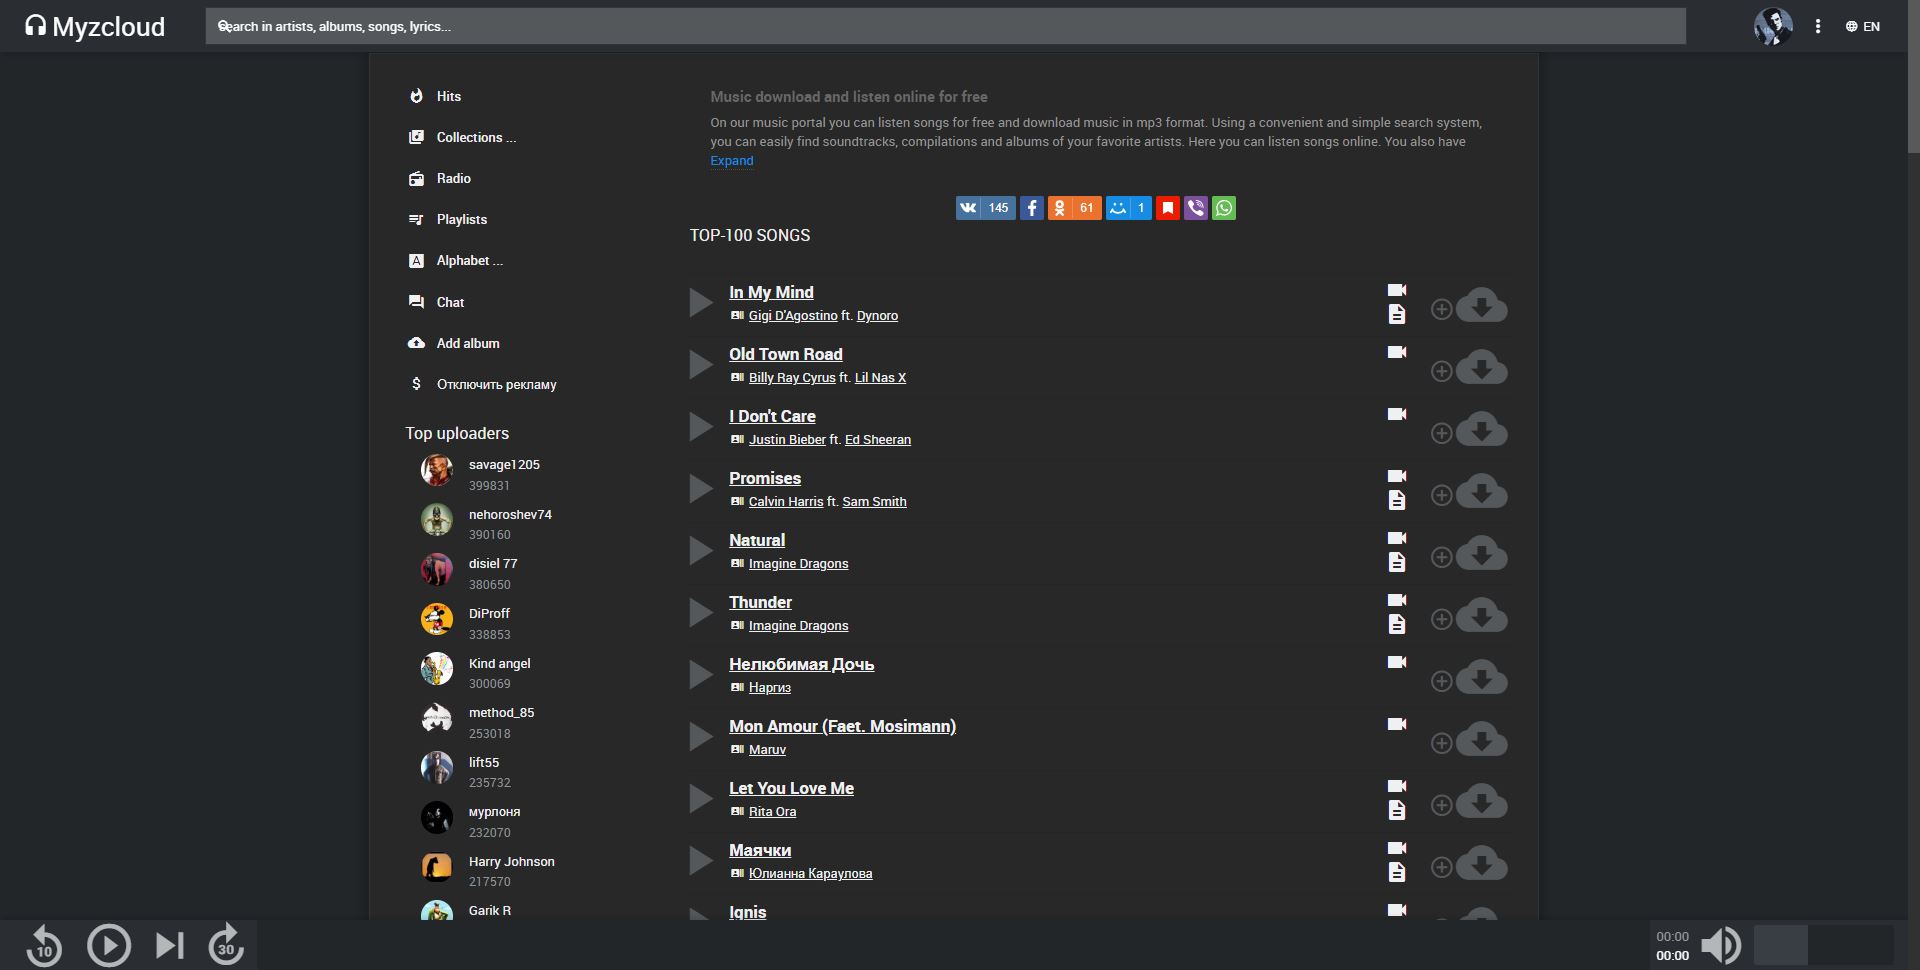 Myzcloud
Search in artists, albums, songs, lyrics...
EN
Hits
Collections ...
Radio
Playlists
Alphabet ...
Chat
Add album
Отключить рекламу
Top uploaders
savage1205
399831
nehoroshev74
390160
disiel 77
380650
DiProff
338853
Kind angel
300069
method_85
253018
lift55
235732
мурлоня
232070
Harry Johnson
217570
Garik R
Music download and listen online for free
On our music portal you can listen songs for free and download music in mp3 format. Using a convenient and simple search system,
you can easily find soundtracks, compilations and albums of your favorite artists. Here you can listen songs online. You also have
Expand
145 61 1
TOP-100 SONGS
In My Mind
Gigi D'Agostino ft. Dynoro
Old Town Road
Billy Ray Cyrus ft. Lil Nas X
I Don't Care
Justin Bieber ft. Ed Sheeran
Promises
Calvin Harris ft. Sam Smith
Natural
Imagine Dragons
Thunder
Imagine Dragons
Нелюбимая Дочь
Наргиз
Mon Amour (Faet. Mosimann)
Maruv
Let You Love Me
Rita Ora
Маячки
Юлианна Караулова
Ignis
10
30
00:00
00:00